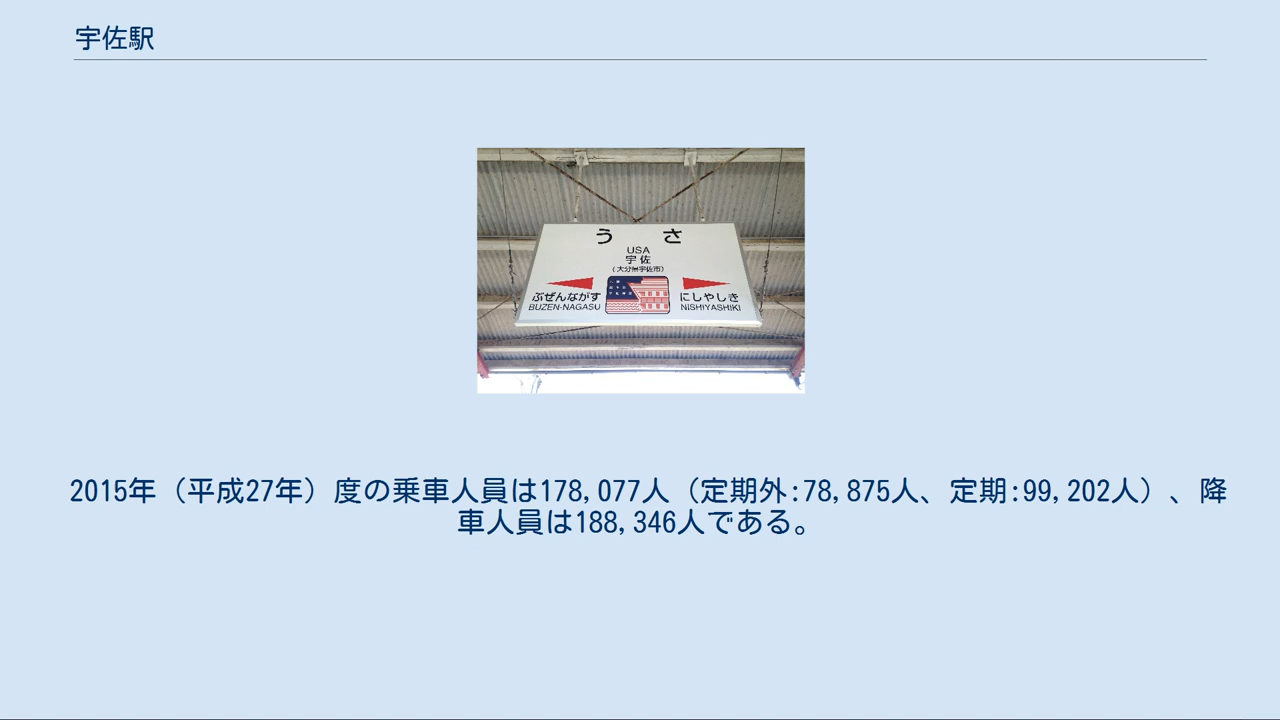 宇佐駅
うさ
USA
宇佐
(大分県宇佐市)
ぶぜんながす
BUZEN-NAGASU
にしやしき
NISHIYASHIKI
2015年（平成27年）度の乗車人員は178,077人（定期外:78,875人、定期:99,202人）、降
車人員は188,346人である。